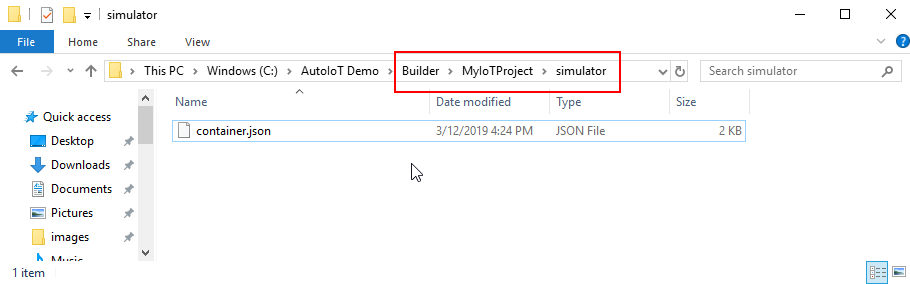 simulator
File Home Share View
This PC Windows (C:) AutoIoT Demo Builder MyIoTProject simulator Search simulator
Name Date modified Type Size
Quick access
container.json 3/12/2019 4:24 PM JSON File 2 KB
Desktop
Downloads
Documents
Pictures
images
Music
1 item